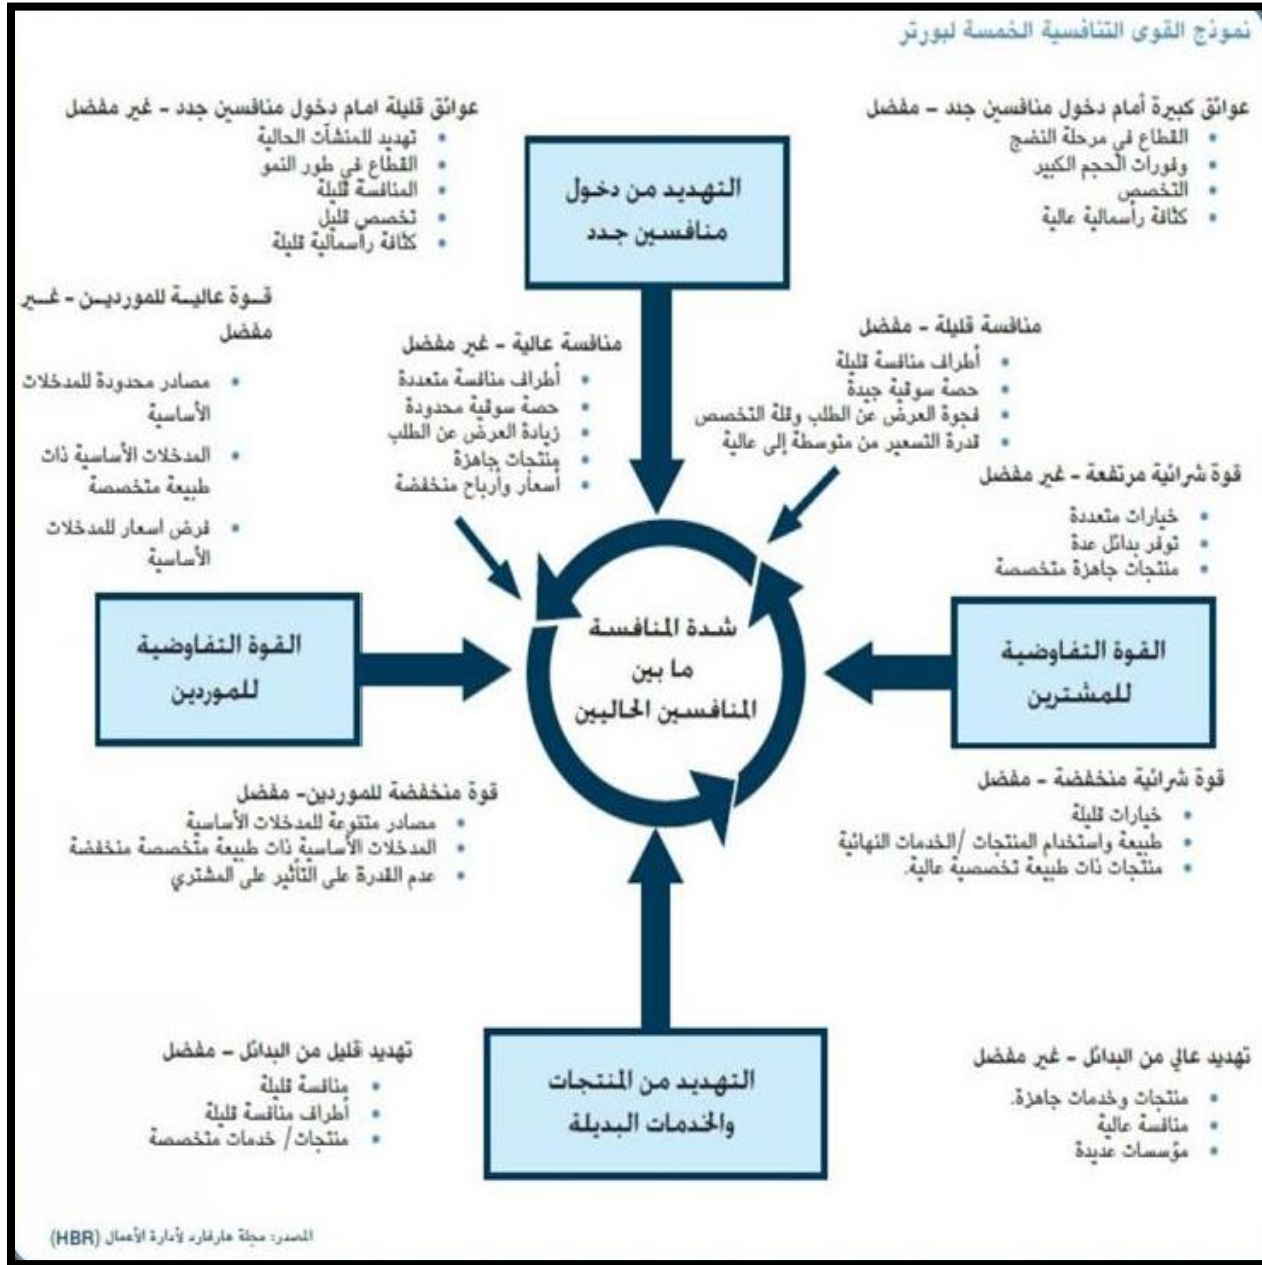 نموذج القوى التنافسية الخمسة لبورتر
عوائق كبيرة أمام دخول منافسين جدد - مفضل
القطاع في مرحلة النضج
وفورات الحجم الكبير
التخصص
كثافة رأسمالية عالية
التهديد من دخول
منافسين جدد
عوائق قليلة امام دخول منافسين جدد - غير مفضل
تهديد للمنشآت الحالية
القطاع في طور النمو
المنافسة قليلة
تخصص قليل
كثافة رأسمالية قليلة
منافسة قليلة - مفضل
أطراف منافسة قليلة
حصة سوقية جيدة
فجوة العرض عن الطلب وقلة التخصص
قدرة التسعير من متوسطة إلى عالية
منافسة عالية - غير مفضل
أطراف منافسة متعددة
حصة سوقية محدودة
زيادة العرض عن الطلب
منتجات جاهزة
أسعار وأرباح منخفضة
قوة عالية للموردين - غير
مفضل
مصادر محدودة للمدخلات
الأساسية
المدخلات الأساسية ذات
طبيعة متخصصة
فرض اسعار للمدخلات
الأساسية
قوة شرائية مرتفعة - غير مفضل
خيارات متعددة
توفر بدائل عدة
منتجات جاهزة متخصصة
القوة التفاوضية
للمشترين
شدة المنافسة
ما بين
المنافسين الحاليين
القوة التفاوضية
للموردين
قوة شرائية منخفضة - مفضل
خيارات قليلة
طبيعة واستخدام المنتجات /الخدمات النهائية
منتجات ذات طبيعة تخصصية عالية.
قوة منخفضة للموردين- مفضل
مصادر متنوعة للمدخلات الأساسية
المدخلات الأساسية ذات طبيعة متخصصة منخفضة
عدم القدرة على التأثير على المشتري
تهديد عالي من البدائل - غير مفضل
منتجات وخدمات جاهزة.
منافسة عالية
مؤسسات عديدة
التهديد من المنتجات
والخدمات البديلة
تهديد قليل من البدائل - مفضل
منافسة قليلة
أطراف منافسة قليلة
منتجات/ خدمات متخصصة
المصدر: مجلة هارفارد لأدارة الأعمال (HBR)